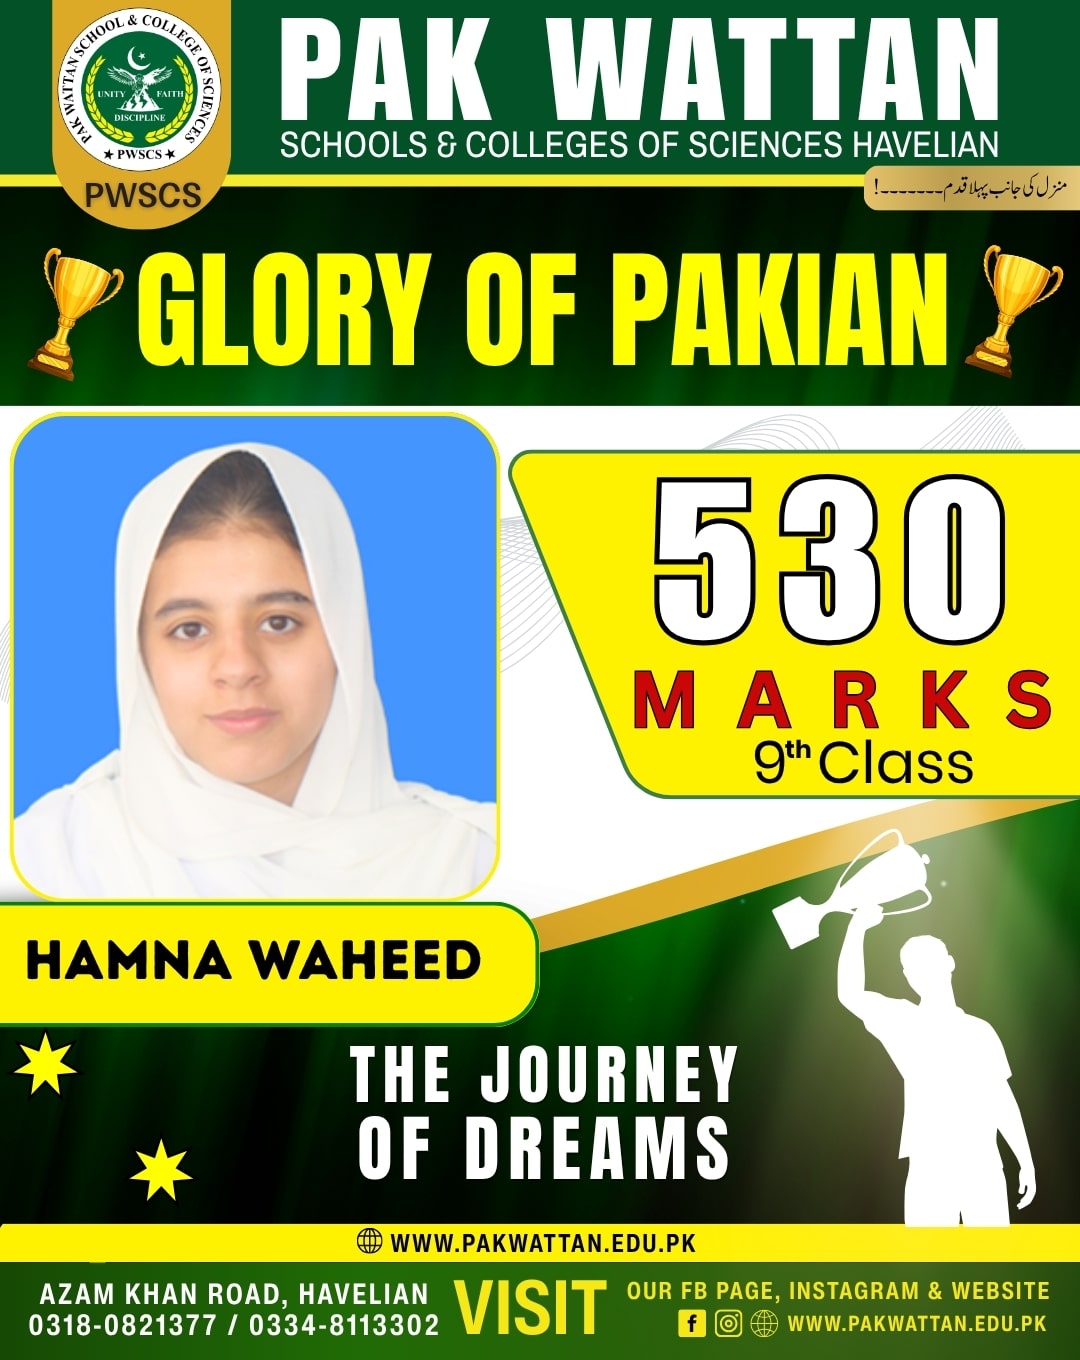 PAK WATTAN SCHOOL & COLLEGE OF SCIENCES
UNITY FAITH
DISCIPLINE
★ PWSCS ★
PWSCS
PAK WATTAN
SCHOOLS & COLLEGES OF SCIENCES HAVELIAN
منزل کی جانب پہلا قدم-------!
GLORY OF PAKIAN
530
MARKS
9th Class
HAMNA WAHEED
THE JOURNEY
OF DREAMS
WWW.PAKWATTAN.EDU.PK
AZAM KHAN ROAD, HAVELIAN
0318-0821377 / 0334-8113302
VISIT
OUR FB PAGE, INSTAGRAM & WEBSITE
WWW.PAKWATTAN.EDU.PK